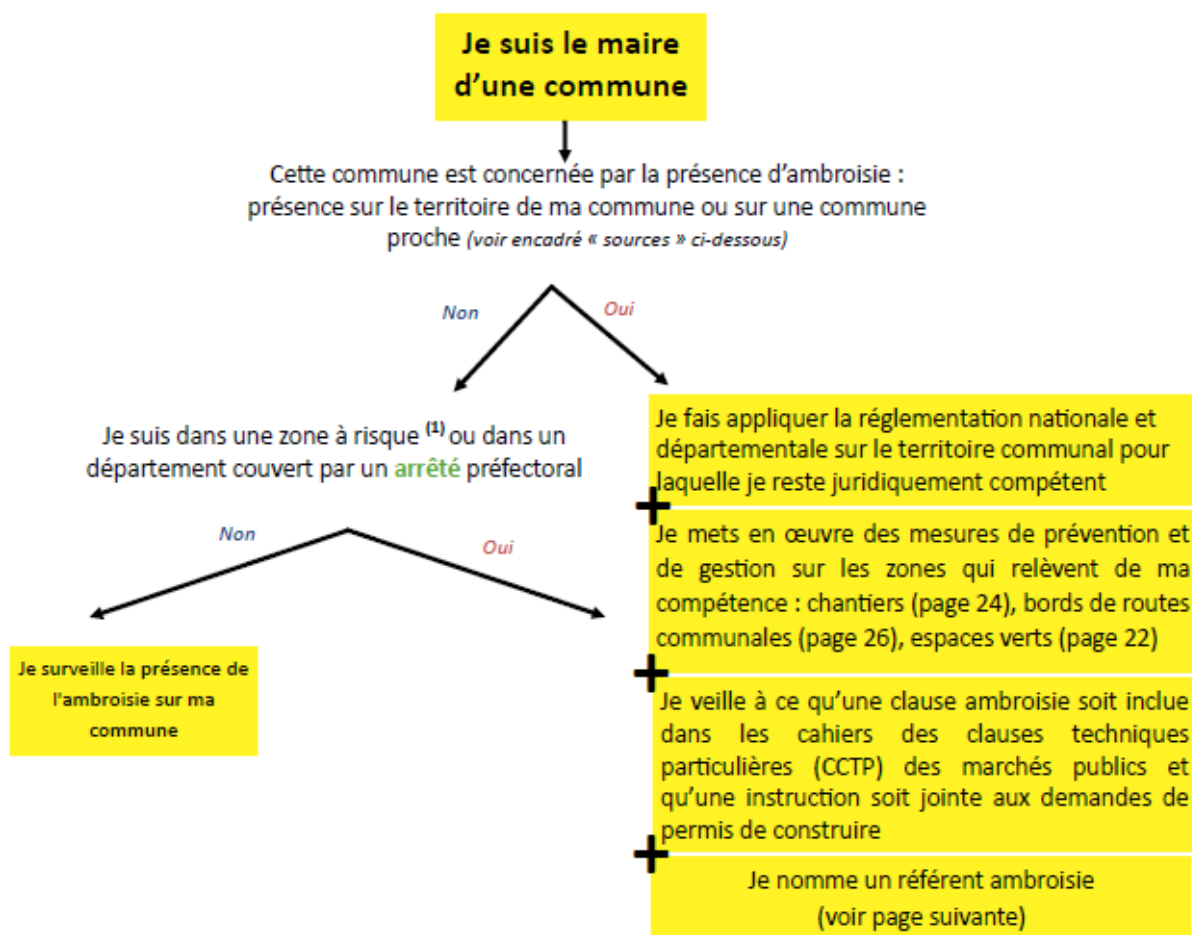 Je suis le maire
d’une commune
Cette commune est concernée par la présence d’ambroisie :
présence sur le territoire de ma commune ou sur une commune
proche (voir encadré « sources » ci-dessous)
Non
Oui
Je suis dans une zone à risque (1) ou dans un
département couvert par un arrêté préfectoral
Non
Oui
Je surveille la présence de
l'ambroisie sur ma
commune
Je fais appliquer la réglementation nationale et
départementale sur le territoire communal pour
laquelle je reste juridiquement compétent
+
Je mets en œuvre des mesures de prévention et
de gestion sur les zones qui relèvent de ma
compétence : chantiers (page 24), bords de routes
communales (page 26), espaces verts (page 22)
+
Je veille à ce qu’une clause ambroisie soit inclue
dans les cahiers des clauses techniques
particulières (CCTP) des marchés publics et
qu’une instruction soit jointe aux demandes de
permis de construire
+
Je nomme un référent ambroisie
(voir page suivante)